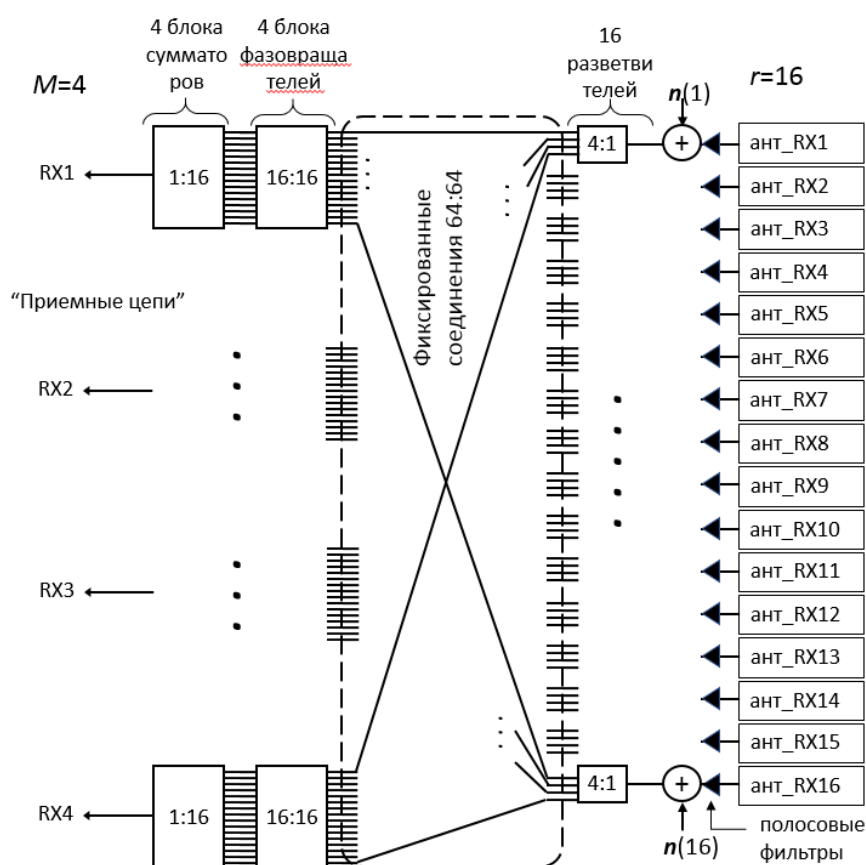 4 блока
суммато
ров
4 блока
фазовраща
телей
16
разветви
телей
M=4
n(1)
r=16
RX1
1:16
16:16
4:1
+
ант_RX1
ант_RX2
ант_RX3
ант_RX4
ант_RX5
ант_RX6
ант_RX7
ант_RX8
ант_RX9
ант_RX10
ант_RX11
ант_RX12
ант_RX13
ант_RX14
ант_RX15
ант_RX16
Фиксированные
соединения 64:64
“Приемные цепи”
RX2
RX3
RX4
1:16
16:16
4:1
+
n(16)
полосовые
фильтры